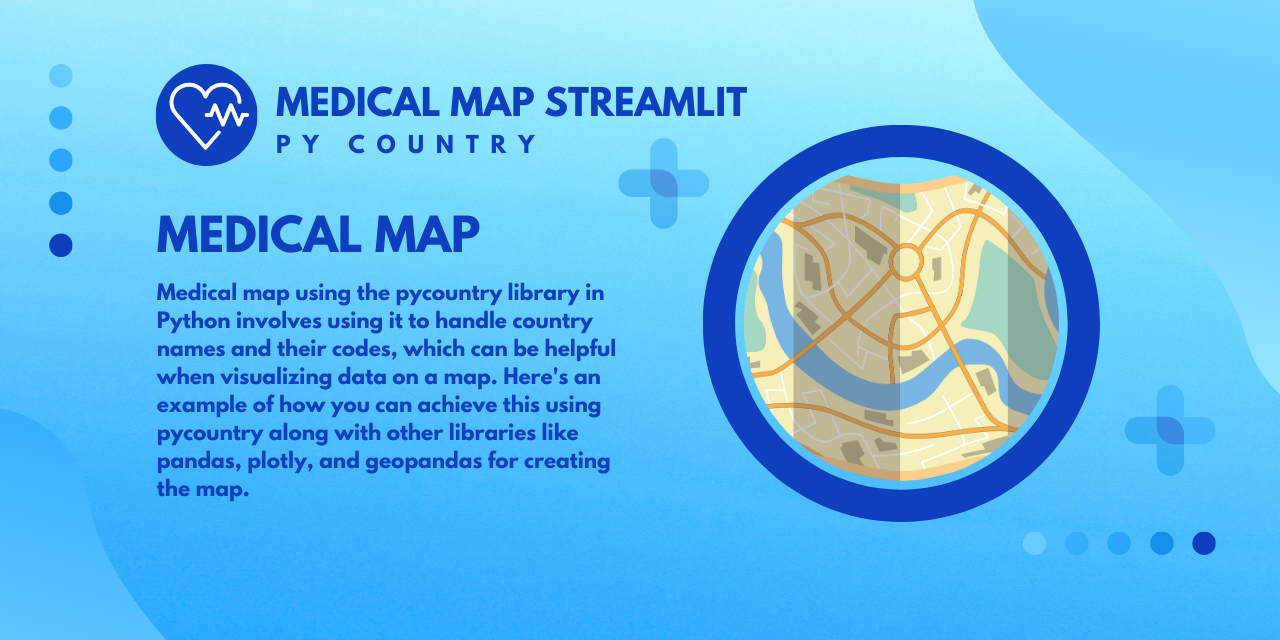 MEDICAL MAP STREAMLIT
PY COUNTRY
MEDICAL MAP
Medical map using the pycountry library in
Python involves using it to handle country
names and their codes, which can be helpful
when visualizing data on a map. Here's an
example of how you can achieve this using
pycountry along with other libraries like
pandas, plotly, and geopandas for creating
the map.